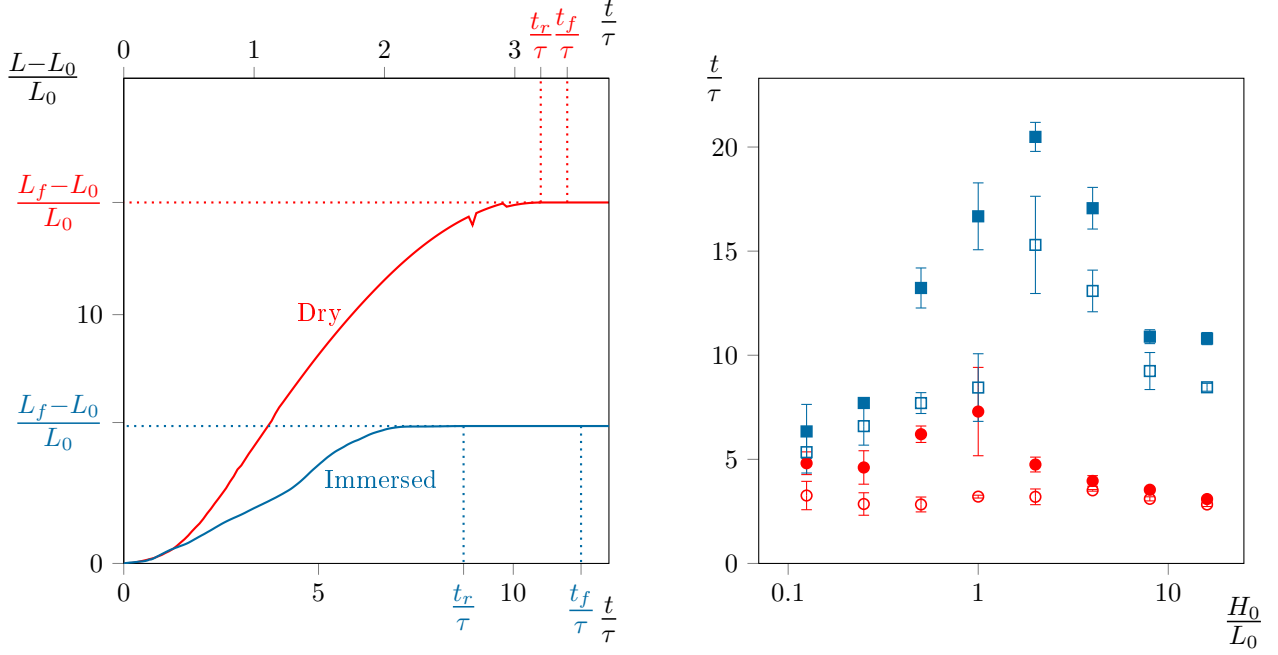 t_r/τ t_f/τ t/τ
0 1 2 3
(L−L_0)/L_0
(L_f−L_0)/L_0
Dry
10
(L_f−L_0)/L_0
Immersed
0
0 5 10
t_r/τ t_f/τ t/τ
t/τ
20
15
10
5
0
0.1 1 10
H_0/L_0